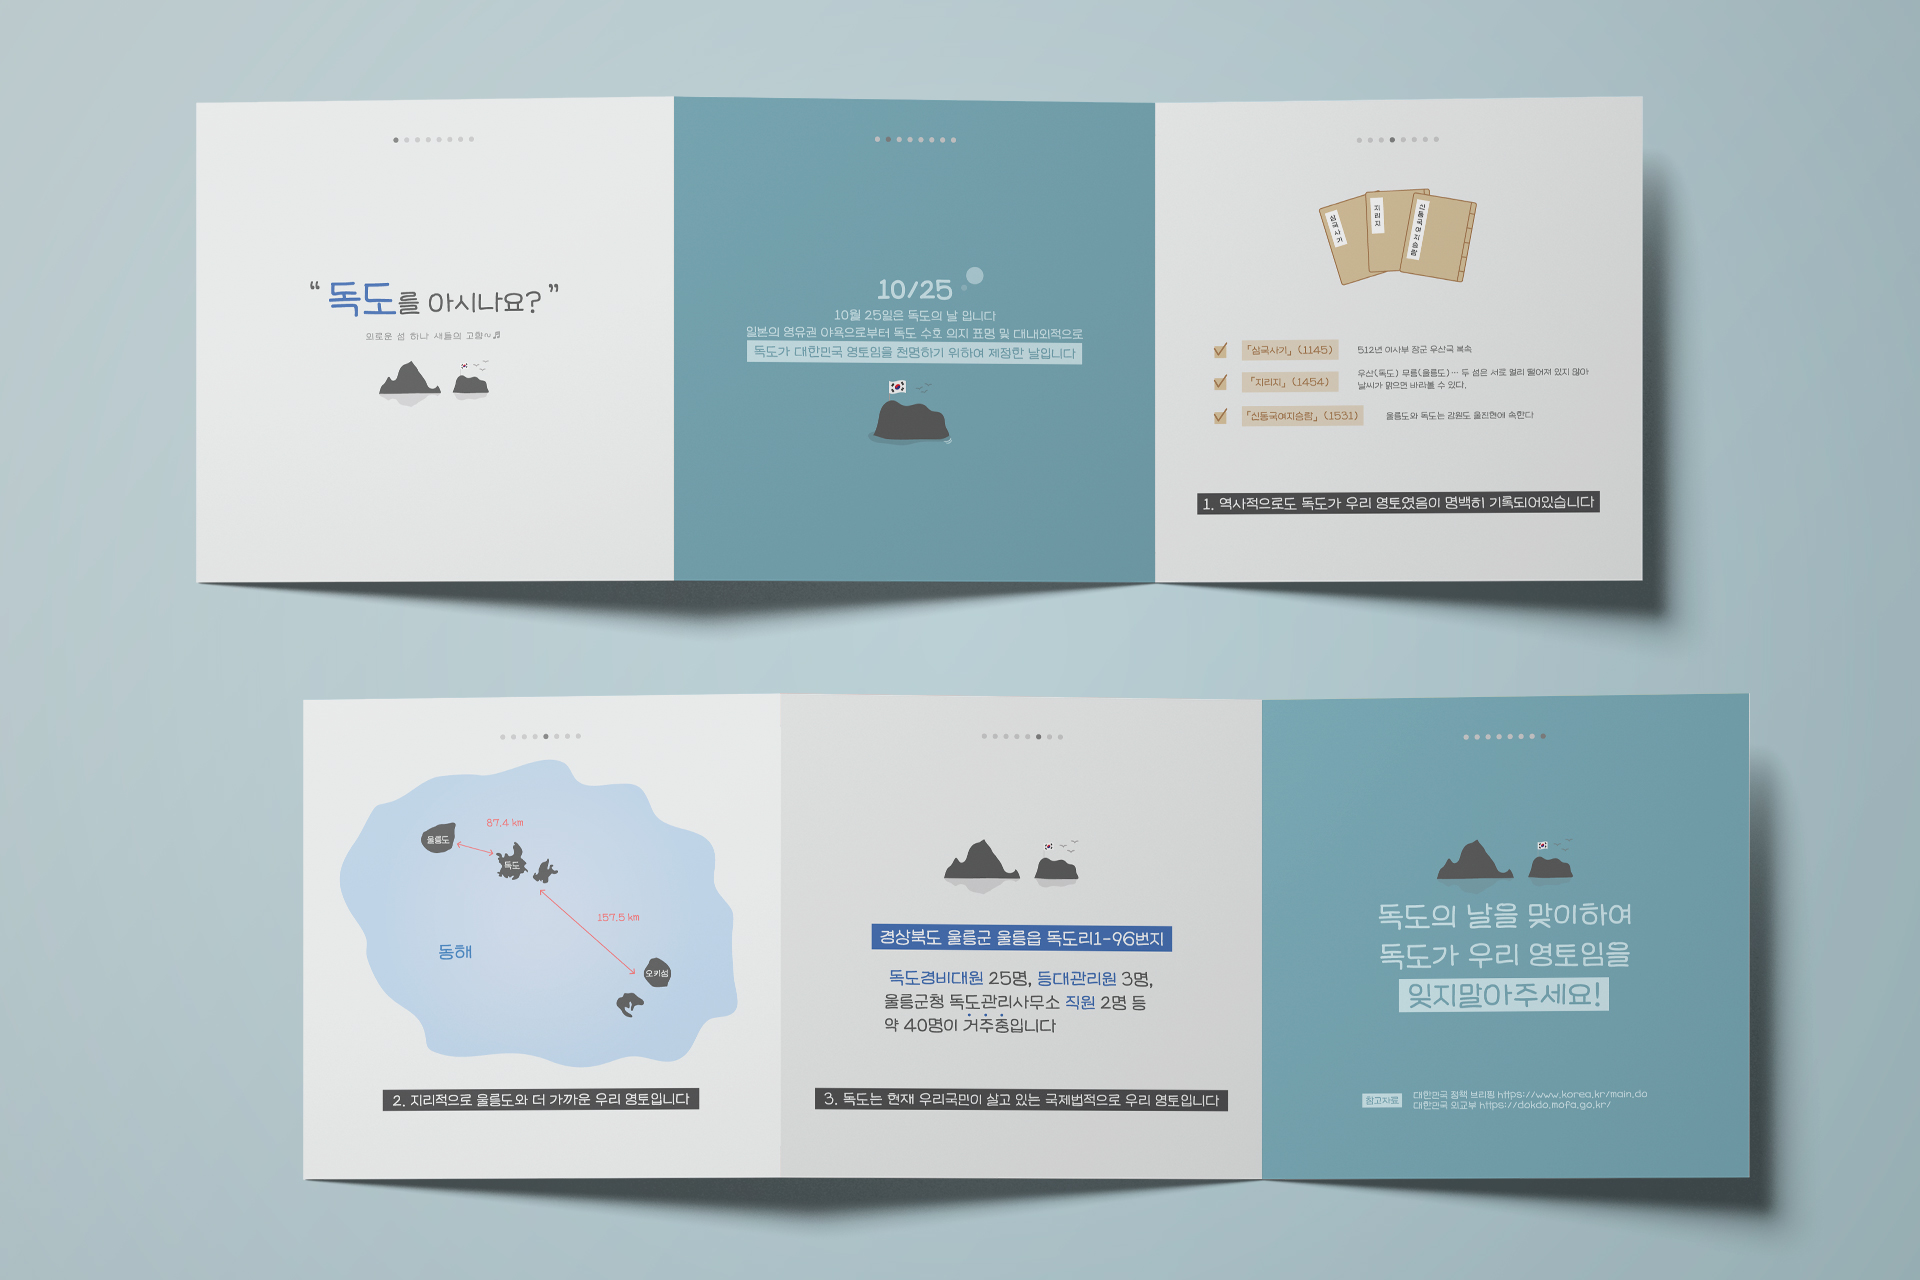 “ 독도를 아시나요? ”
외로운 섬 하나 새들의 고향~♬
10/25
10월 25일은 독도의 날 입니다
일본의 영유권 야욕으로부터 독도 수호 의지 표명 및 대내외적으로
독도가 대한민국 영토임을 천명하기 위하여 제정한 날입니다
삼국사기
지리지
신동국여지승람
「삼국사기」 (1145)
512년 이사부 장군 우산국 복속
「지리지」 (1454)
우산(독도) 무릉(울릉도)… 두 섬은 서로 멀리 떨어져 있지 않아
날씨가 맑으면 바라볼 수 있다.
「신동국여지승람」 (1531)
울릉도와 독도는 강원도 울진현에 속한다
1. 역사적으로도 독도가 우리 영토였음이 명백히 기록되어있습니다
87.4 km
울릉도
독도
157.5 km
동해
오키섬
2. 지리적으로 울릉도와 더 가까운 우리 영토입니다
경상북도 울릉군 울릉읍 독도리1-96번지
독도경비대원 25명, 등대관리원 3명,
울릉군청 독도관리사무소 직원 2명 등
약 40명이 거주중입니다
3. 독도는 현재 우리국민이 살고 있는 국제법적으로 우리 영토입니다
독도의 날을 맞이하여
독도가 우리 영토임을
잊지말아주세요!
참고자료
대한민국 정책 브리핑 https://www.korea.kr/main.do
대한민국 외교부 https://dokdo.mofa.go.kr/